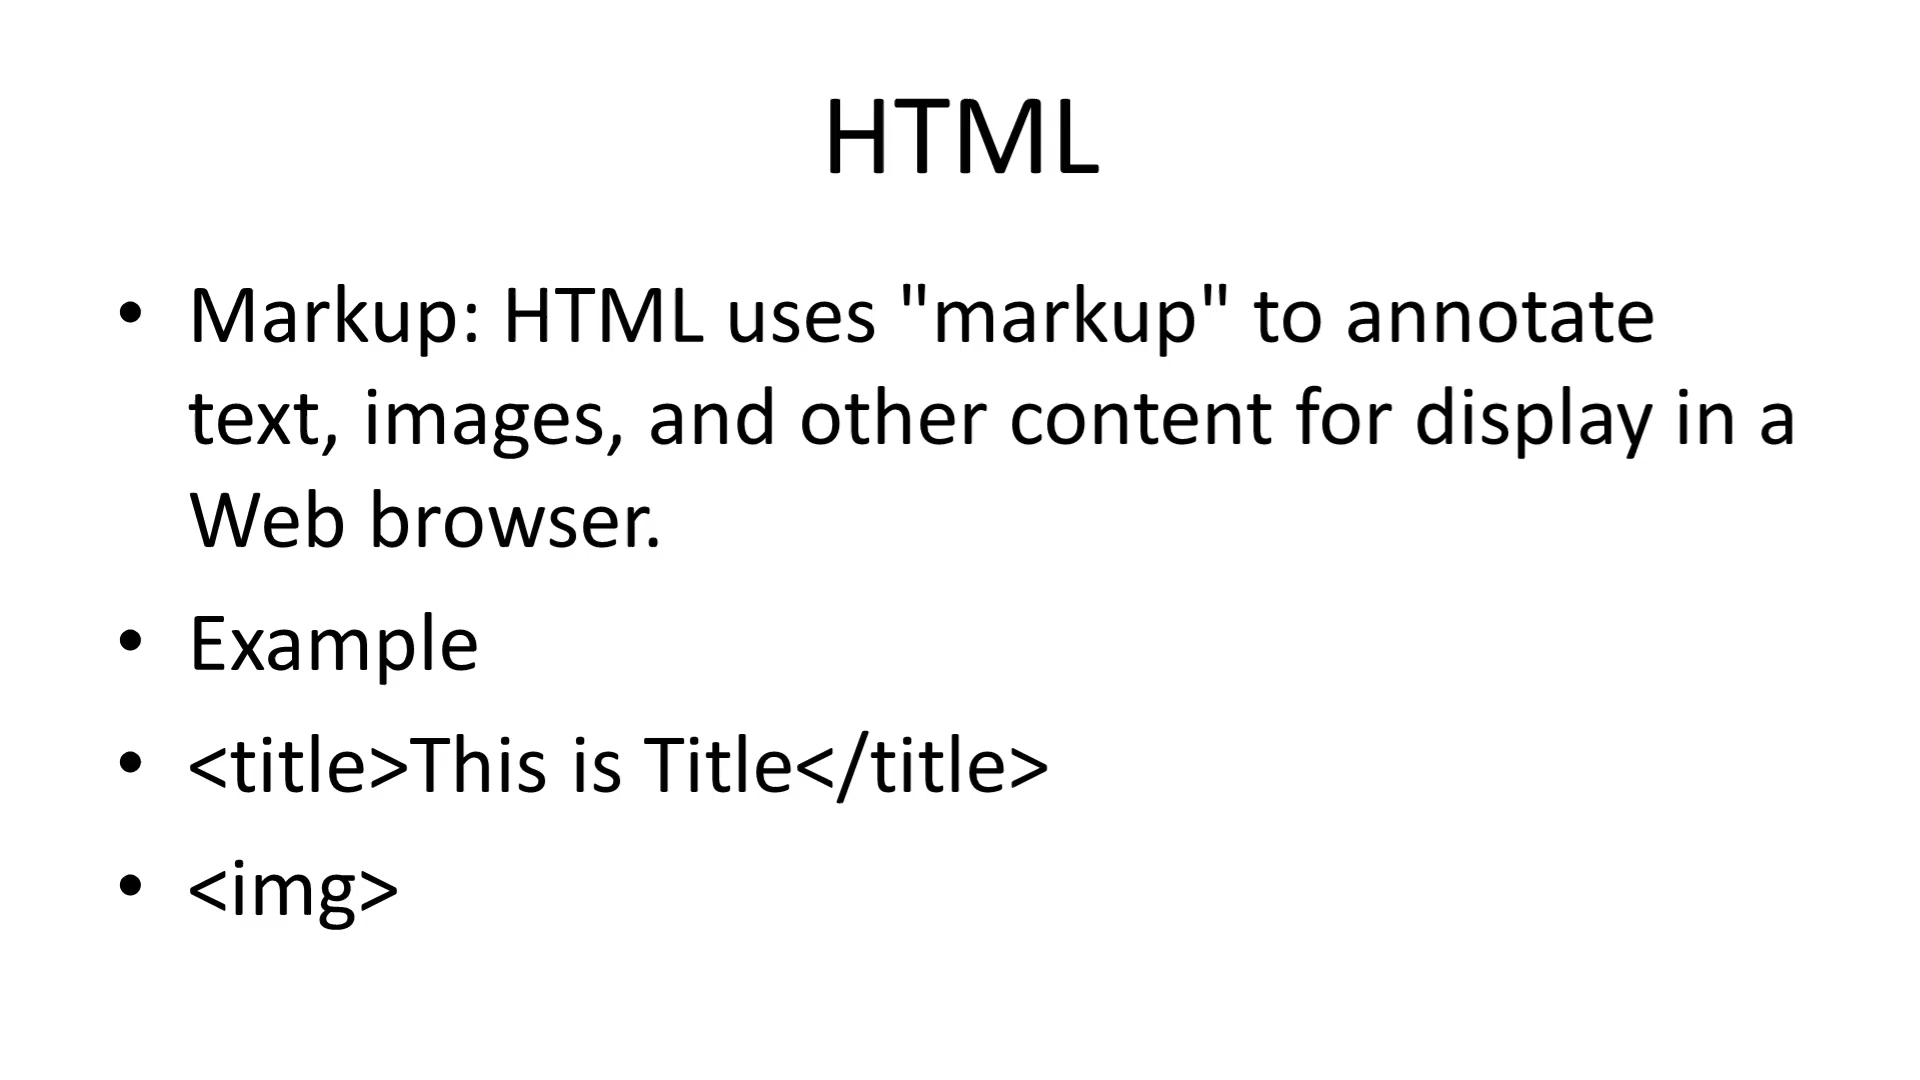 HTML
• Markup: HTML uses "markup" to annotate
text, images, and other content for display in a
Web browser.
• Example
• <title>This is Title</title>
• <img>